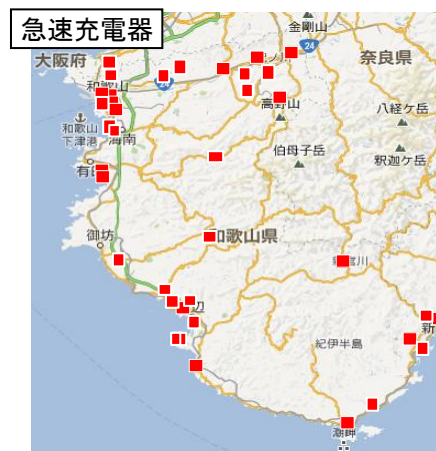 急速充電器
金剛山
24
大阪府
奈良県
和歌山
24
高野山
八経ケ岳
和歌山
下津港
海南
伯母子岳
釈迦ケ岳
有田
御坊
和歌山県
紀伊半島
潮岬